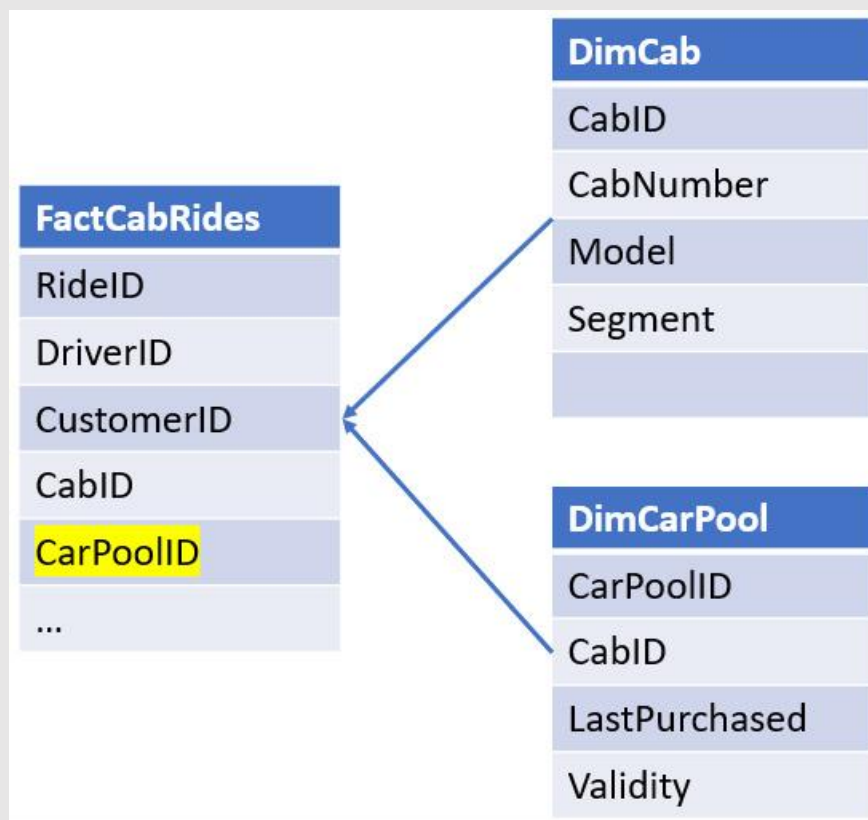 FactCabRides
RideID
DriverID
CustomerID
CabID
CarPoolID
...
DimCab
CabID
CabNumber
Model
Segment
DimCarPool
CarPoolID
CabID
LastPurchased
Validity